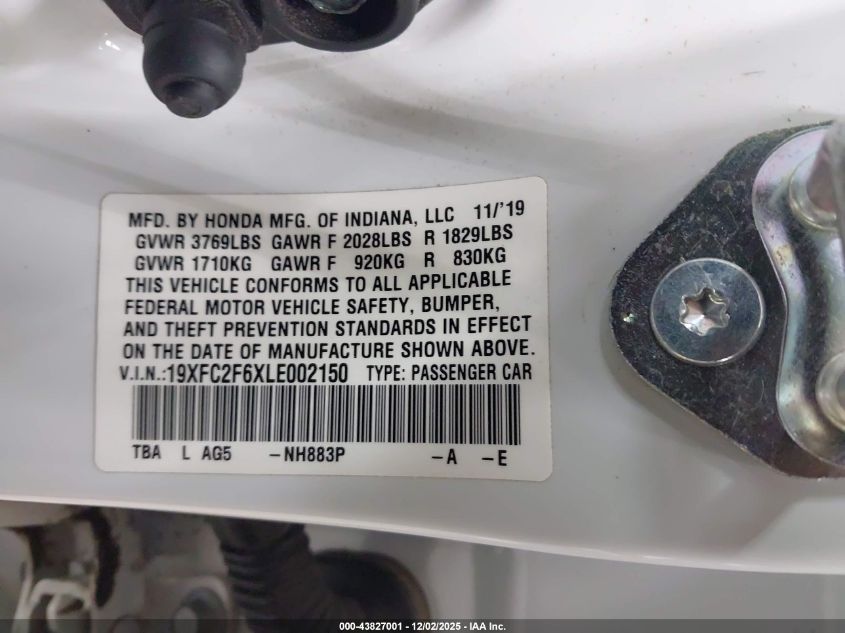 MFD. BY HONDA MFG. OF INDIANA, LLC 11/'19
GVWR 3769LBS GAWR F 2028LBS R 1829LBS
GVWR 1710KG GAWR F 920KG R 830KG
THIS VEHICLE CONFORMS TO ALL APPLICABLE
FEDERAL MOTOR VEHICLE SAFETY, BUMPER,
AND THEFT PREVENTION STANDARDS IN EFFECT
ON THE DATE OF MANUFACTURE SHOWN ABOVE.
V.I.N.:19XFC2F6XLE002150 TYPE: PASSENGER CAR
TBA L AG5 -NH883P -A -E
000-43827001 - 12/02/2025 - IAA Inc.